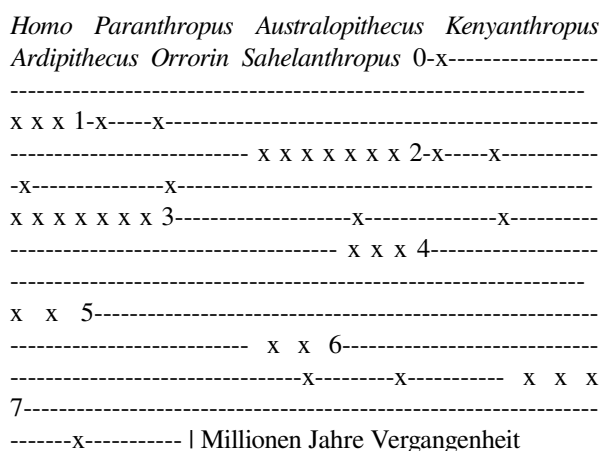 Homo Paranthropus Australopithecus Kenyanthropus
Ardipithecus Orrorin Sahelanthropus 0-x-----------------
------------------------------------------------------------------
x x x 1-x-----x-------------------------------------------------
--------------------------- x x x x x x x 2-x-----x-----------
-x---------------x-----------------------------------------------
x x x x x x x 3--------------------x---------------x----------
------------------------------------- x x x 4-------------------
------------------------------------------------------------------
x x 5----------------------------------------------------------
--------------------------- x x 6-----------------------------
---------------------------------x----------x----------- x x x
7------------------------------------------------------------------
-------x----------- | Millionen Jahre Vergangenheit